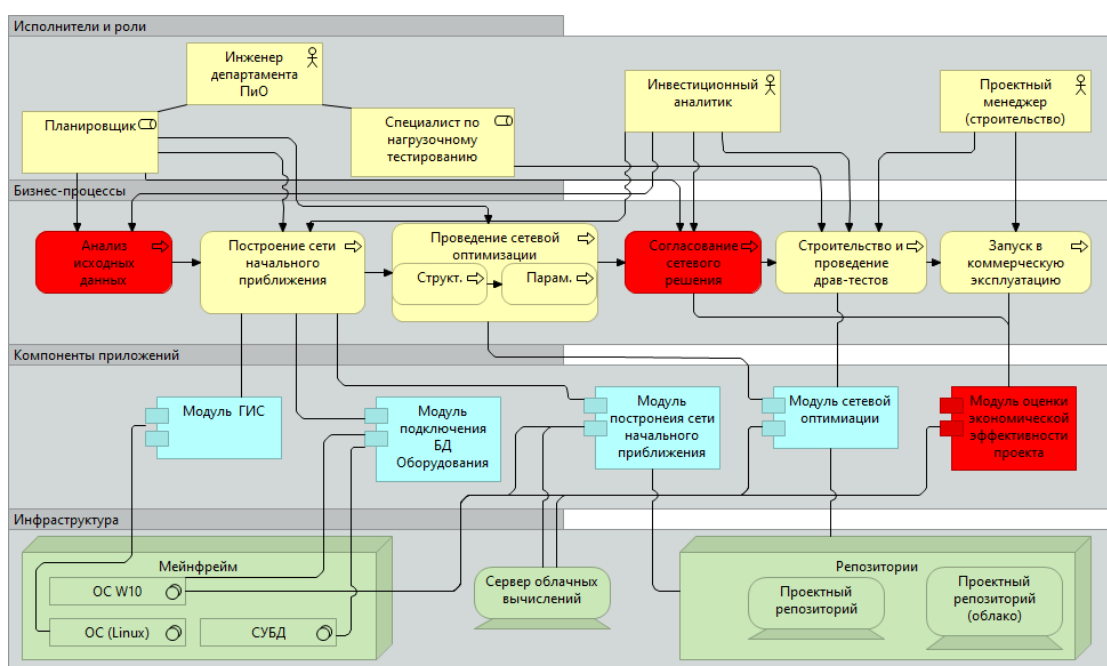 Исполнители и роли
Инженер
департамента
ПиО
Инвестиционный
аналитик
Проектный
менеджер
(строительство)
Планировщик
Специалист по
нагрузочному
тестированию
Бизнес-процессы
Анализ
исходных
данных
Построение сети
начального
приближения
Проведение сетевой
оптимизации
Структ.
Парам.
Согласование
сетевого
решения
Строительство и
проведение
драв-тестов
Запуск в
коммерческую
эксплуатацию
Компоненты приложений
Модуль ГИС
Модуль
подключения
БД
Оборудования
Модуль
постронеия сети
начального
приближения
Модуль сетевой
оптимиации
Модуль оценки
экономической
эффективности
проекта
Инфраструктура
Мейнфрейм
ОС W10
ОС (Linux)
СУБД
Сервер облачных
вычислений
Репозитории
Проектный
репозиторий
Проектный
репозиторий
(облако)